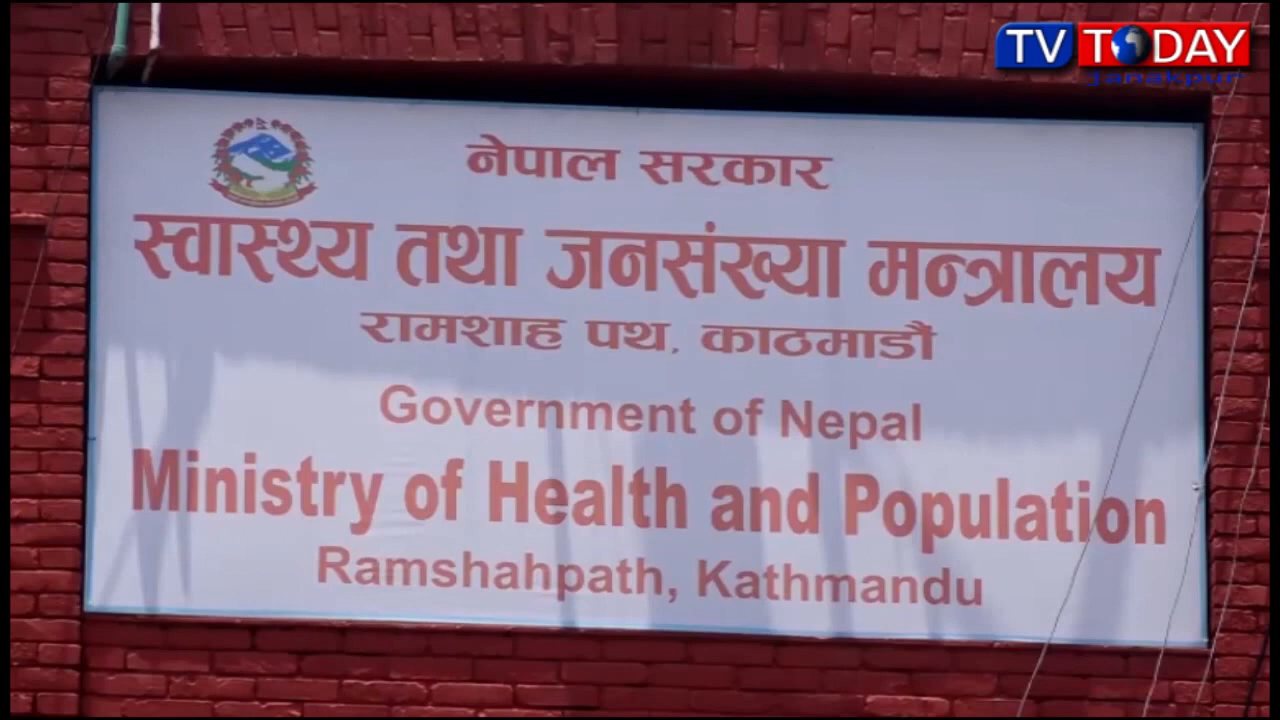 TV TODAY
Janakpur
नेपाल सरकार
स्वास्थ्य तथा जनसंख्या मन्त्रालय
रामशाह पथ, काठमाडौं
Government of Nepal
Ministry of Health and Population
Ramshahpath, Kathmandu